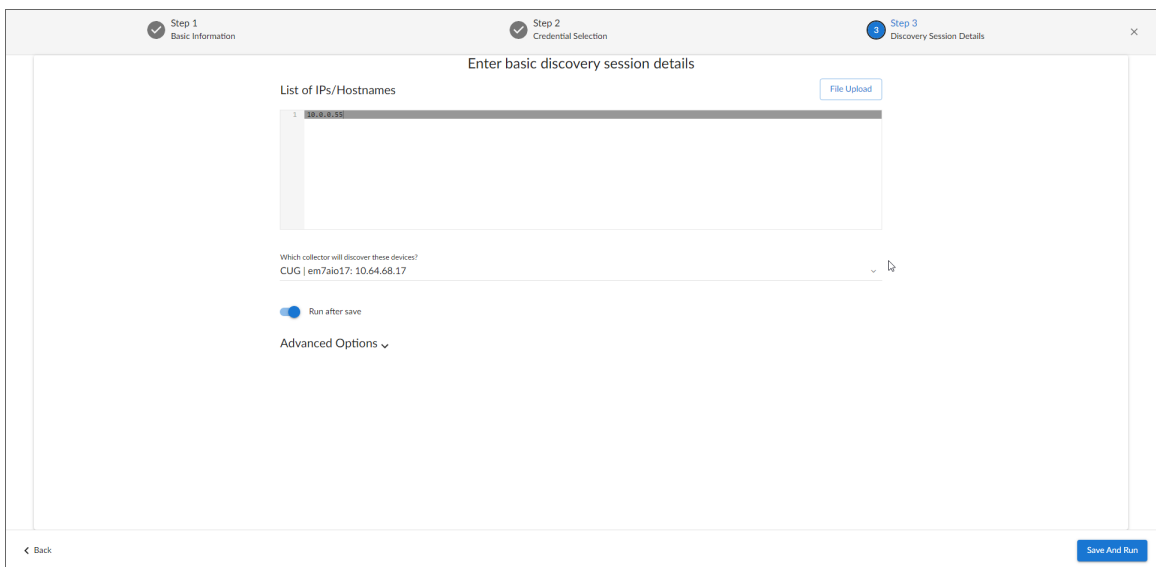 Step 1
Basic Information
Step 2
Credential Selection
3
Step 3
Discovery Session Details
Enter basic discovery session details
List of IPs/Hostnames
File Upload
1 10.0.0.55
Which collector will discover these devices?
CUG | em7aio17: 10.64.68.17
Run after save
Advanced Options
Back
Save And Run